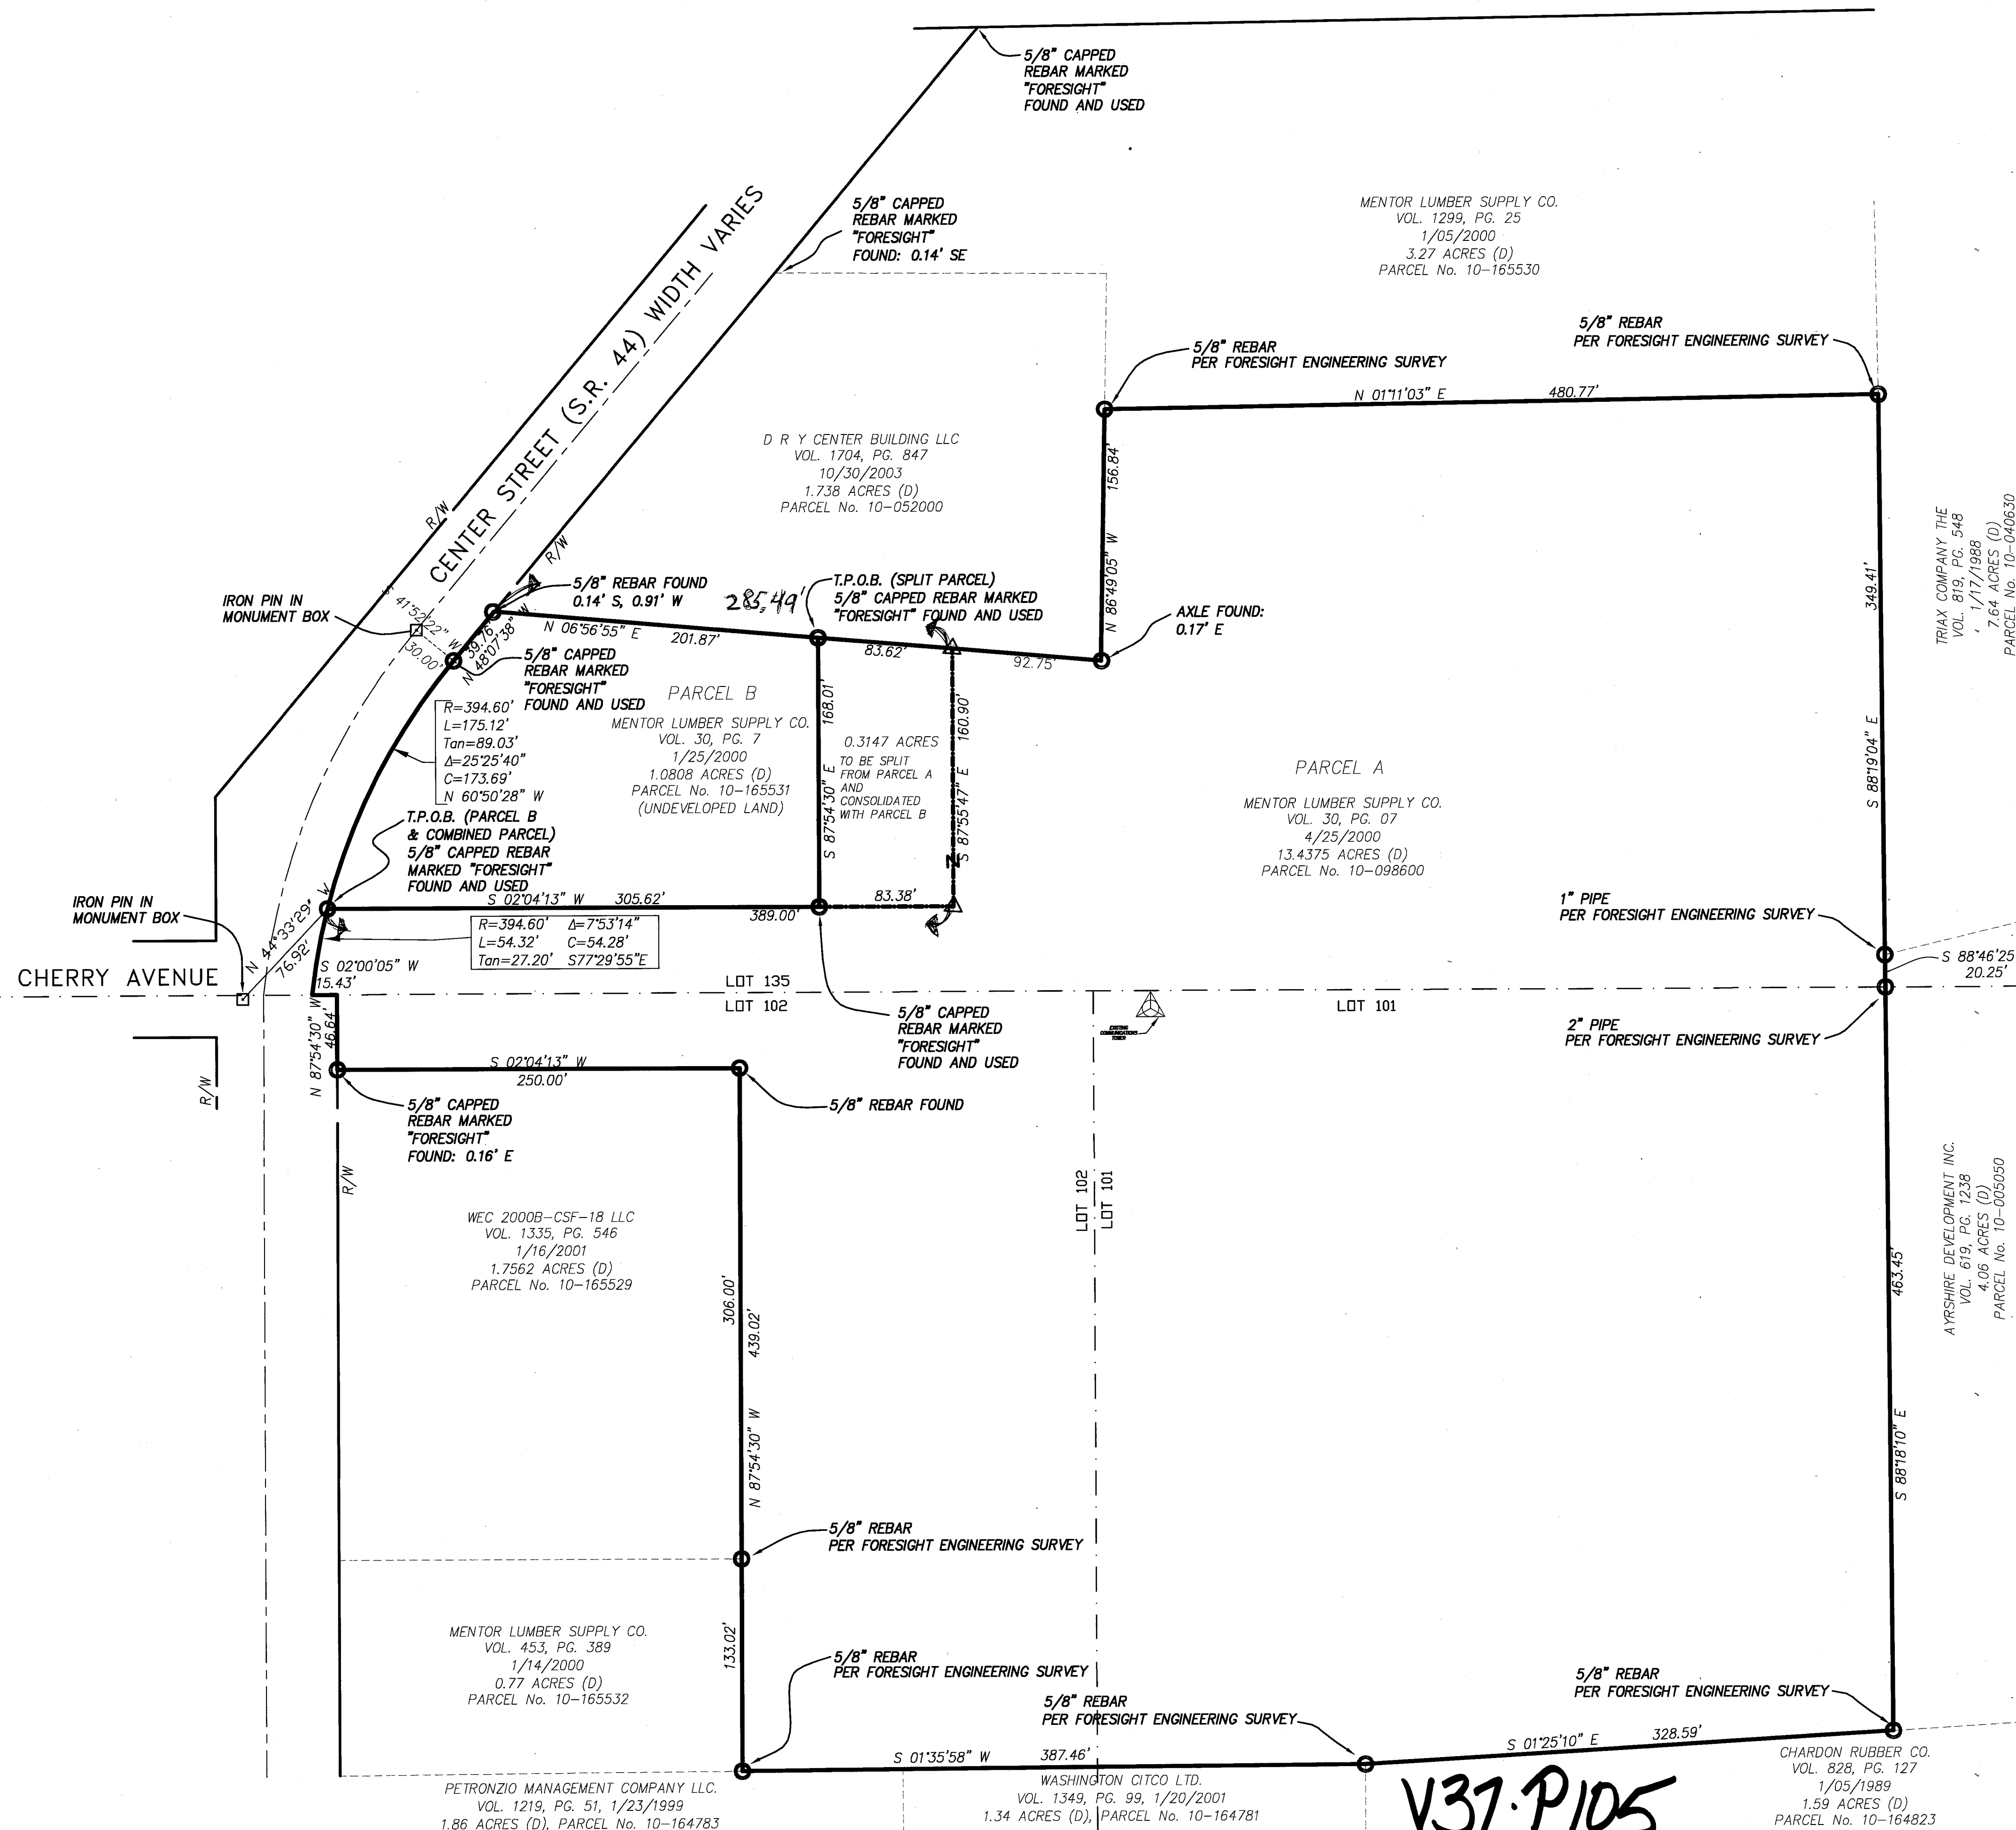 5/8" CAPPED
REBAR MARKED
"FORESIGHT"
FOUND AND USED
5/8" CAPPED
REBAR MARKED
"FORESIGHT"
FOUND: 0.14' SE
MENTOR LUMBER SUPPLY CO.
VOL. 1299, PG. 25
1/05/2000
3.27 ACRES (D)
PARCEL No. 10-165530
CENTER STREET (S.R. 44) WIDTH VARIES
R/W
R/W
5/8" REBAR
PER FORESIGHT ENGINEERING SURVEY
5/8" REBAR
PER FORESIGHT ENGINEERING SURVEY
N 01°11'03" E
480.77'
D R Y CENTER BUILDING LLC
VOL. 1704, PG. 847
10/30/2003
1.738 ACRES (D)
PARCEL No. 10-052000
156.84'
N 86°49'05" W
349.41'
S 88°19'04" E
TRIAX COMPANY THE
VOL. 819, PG. 548
1/17/1988
7.64 ACRES (D)
PARCEL No. 10-040630
IRON PIN IN
MONUMENT BOX
S 41°52'22" W
30.00'
5/8" REBAR FOUND
0.14' S, 0.91' W
285.49'
T.P.O.B. (SPLIT PARCEL)
5/8" CAPPED REBAR MARKED
"FORESIGHT" FOUND AND USED
AXLE FOUND:
0.17' E
39.76'
N 48°07'38" W
N 06°56'55" E
201.87'
83.62'
92.75'
5/8" CAPPED
REBAR MARKED
"FORESIGHT"
FOUND AND USED
R=394.60'
L=175.12'
Tan=89.03'
Δ=25°25'40"
C=173.69'
N 60°50'28" W
PARCEL B
MENTOR LUMBER SUPPLY CO.
VOL. 30, PG. 7
1/25/2000
1.0808 ACRES (D)
PARCEL No. 10-165531
(UNDEVELOPED LAND)
168.01'
S 87°54'30" E
0.3147 ACRES
TO BE SPLIT
FROM PARCEL A
AND
CONSOLIDATED
WITH PARCEL B
160.90'
S 87°55'47" E
Z
PARCEL A
MENTOR LUMBER SUPPLY CO.
VOL. 30, PG. 07
4/25/2000
13.4375 ACRES (D)
PARCEL No. 10-098600
T.P.O.B. (PARCEL B
& COMBINED PARCEL)
5/8" CAPPED REBAR
MARKED "FORESIGHT"
FOUND AND USED
IRON PIN IN
MONUMENT BOX
N 44°33'29" W
76.92'
S 02°04'13" W
305.62'
389.00'
83.38'
R=394.60' Δ=7°53'14"
L=54.32' C=54.28'
Tan=27.20' S77°29'55"E
1" PIPE
PER FORESIGHT ENGINEERING SURVEY
S 88°46'25
20.25'
CHERRY AVENUE
S 02°00'05" W
15.43'
LOT 135
LOT 102
LOT 101
EXISTING
COMMUNICATIONS
TOWER
5/8" CAPPED
REBAR MARKED
"FORESIGHT"
FOUND AND USED
2" PIPE
PER FORESIGHT ENGINEERING SURVEY
N 87°54'30" W
46.64'
R/W
S 02°04'13" W
250.00'
5/8" CAPPED
REBAR MARKED
"FORESIGHT"
FOUND: 0.16' E
5/8" REBAR FOUND
R/W
LOT 102
LOT 101
WEC 2000B-CSF-18 LLC
VOL. 1335, PG. 546
1/16/2001
1.7562 ACRES (D)
PARCEL No. 10-165529
306.00'
439.02'
N 87°54'30" W
463.45'
S 88°18'10" E
AYRSHIRE DEVELOPMENT INC.
VOL. 619, PG. 1238
4.06 ACRES (D)
PARCEL No. 10-005050
5/8" REBAR
PER FORESIGHT ENGINEERING SURVEY
MENTOR LUMBER SUPPLY CO.
VOL. 453, PG. 389
1/14/2000
0.77 ACRES (D)
PARCEL No. 10-165532
133.02'
5/8" REBAR
PER FORESIGHT ENGINEERING SURVEY
5/8" REBAR
PER FORESIGHT ENGINEERING SURVEY
5/8" REBAR
PER FORESIGHT ENGINEERING SURVEY
S 01°35'58" W
387.46'
S 01°25'10" E
328.59'
PETRONZIO MANAGEMENT COMPANY LLC.
VOL. 1219, PG. 51, 1/23/1999
1.86 ACRES (D), PARCEL No. 10-164783
WASHINGTON CITCO LTD.
VOL. 1349, PG. 99, 1/20/2001
1.34 ACRES (D), PARCEL No. 10-164781
V37.P105
CHARDON RUBBER CO.
VOL. 828, PG. 127
1/05/1989
1.59 ACRES (D)
PARCEL No. 10-164823